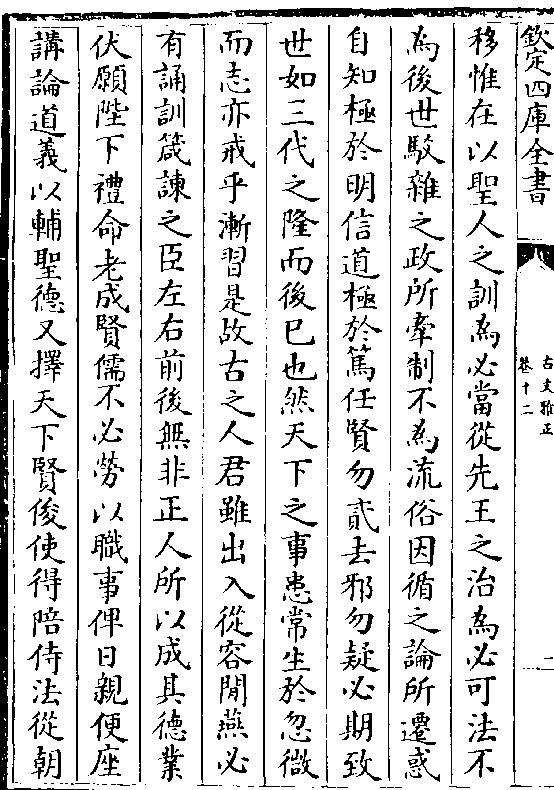 欽定四庫全書
古文雅正
卷十二
二
移惟在以聖人之訓為必當從先王之治為必可法不
為後世駁雜之政所牽制不為流俗因循之論所遷惑
自知極於明信道極於篤任賢勿貳去邪勿疑必期致
世如三代之隆而後已也然天下之事患常生於忽微
而志亦戒乎漸習是故古之人君雖出入從容閒燕必
有誦訓箴諫之臣左右前後無非正人所以成其德業
伏願陛下禮命老成賢儒不必勞以職事俾日親便座
講論道義以輔聖德又擇天下賢俊使得陪侍法從朝